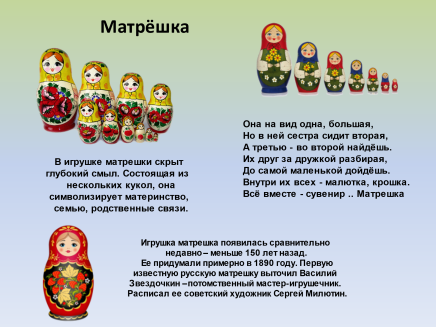 Матрёшка
Она на вид одна, большая,
Но в ней сестра сидит вторая,
А третью - во второй найдёшь.
Их друг за дружкой разбирая,
До самой маленькой дойдёшь.
Внутри их всех - малютка, крошка.
Всё вместе - сувенир .. Матрешка
В игрушке матрешки скрыт
глубокий смыл. Состоящая из
нескольких кукол, она
символизирует материнство,
семью, родственные связи.
Игрушка матрешка появилась сравнительно
недавно – меньше 150 лет назад.
Ее придумали примерно в 1890 году. Первую
известную русскую матрешку выточил Василий
Звездочкин –потомственный мастер-игрушечник.
Расписал ее советский художник Сергей Милютин.